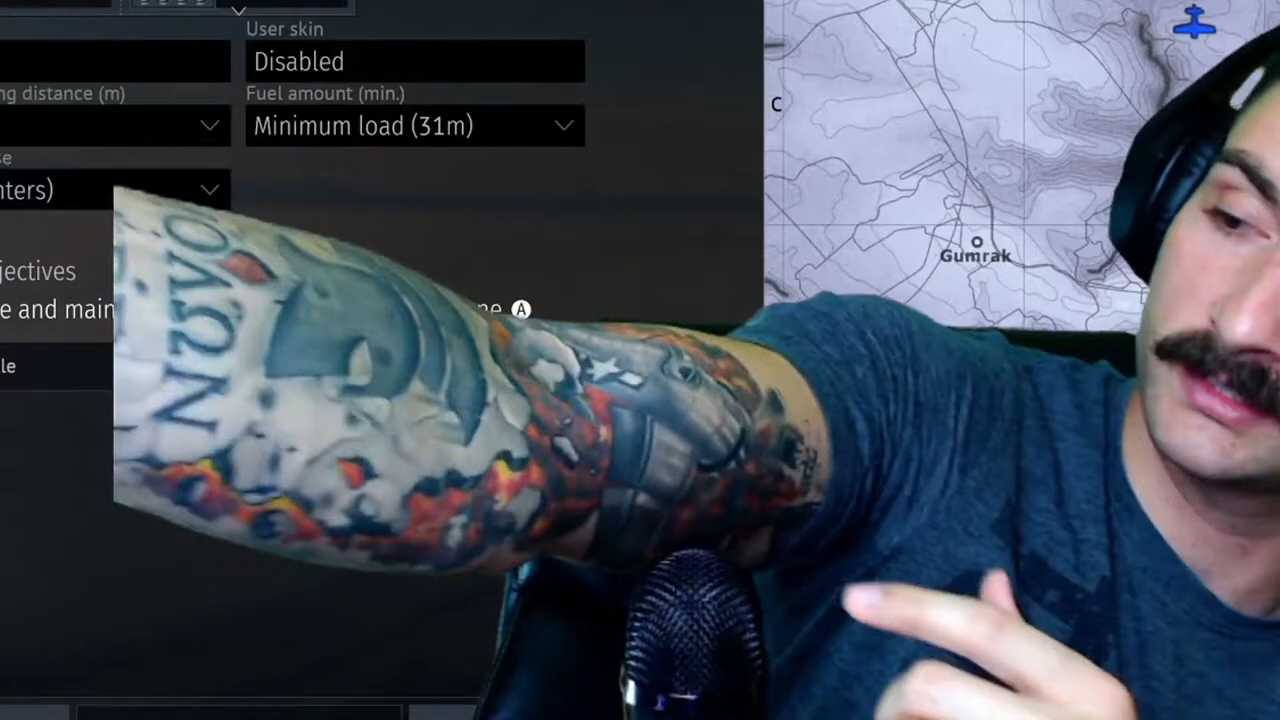 User skin
Disabled
ng distance (m)
Fuel amount (min.)
Minimum load (31m)
se
nters)
jectives
e and main
ne A
le
C
Gumrak
ΝΩVO